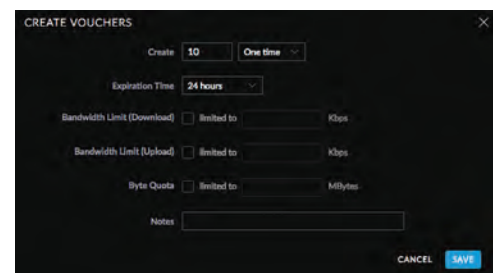 CREATE VOUCHERS
Create 10 One time
Expiration Time 24 hours
Bandwidth Limit (Download) limited to Kbps
Bandwidth Limit (Upload) limited to Kbps
Byte Quota limited to MBytes
Notes
CANCEL SAVE